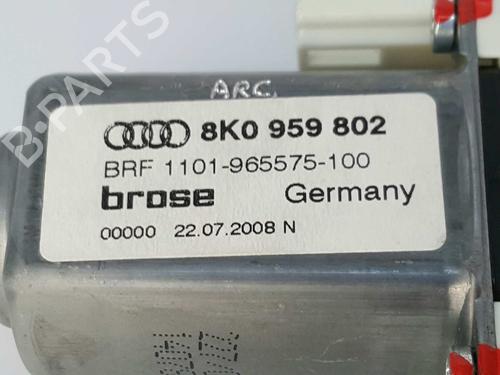 ARC
8K0 959 802
BRF 1101-965575-100
brose Germany
00000 22.07.2008 N
B-PARTS